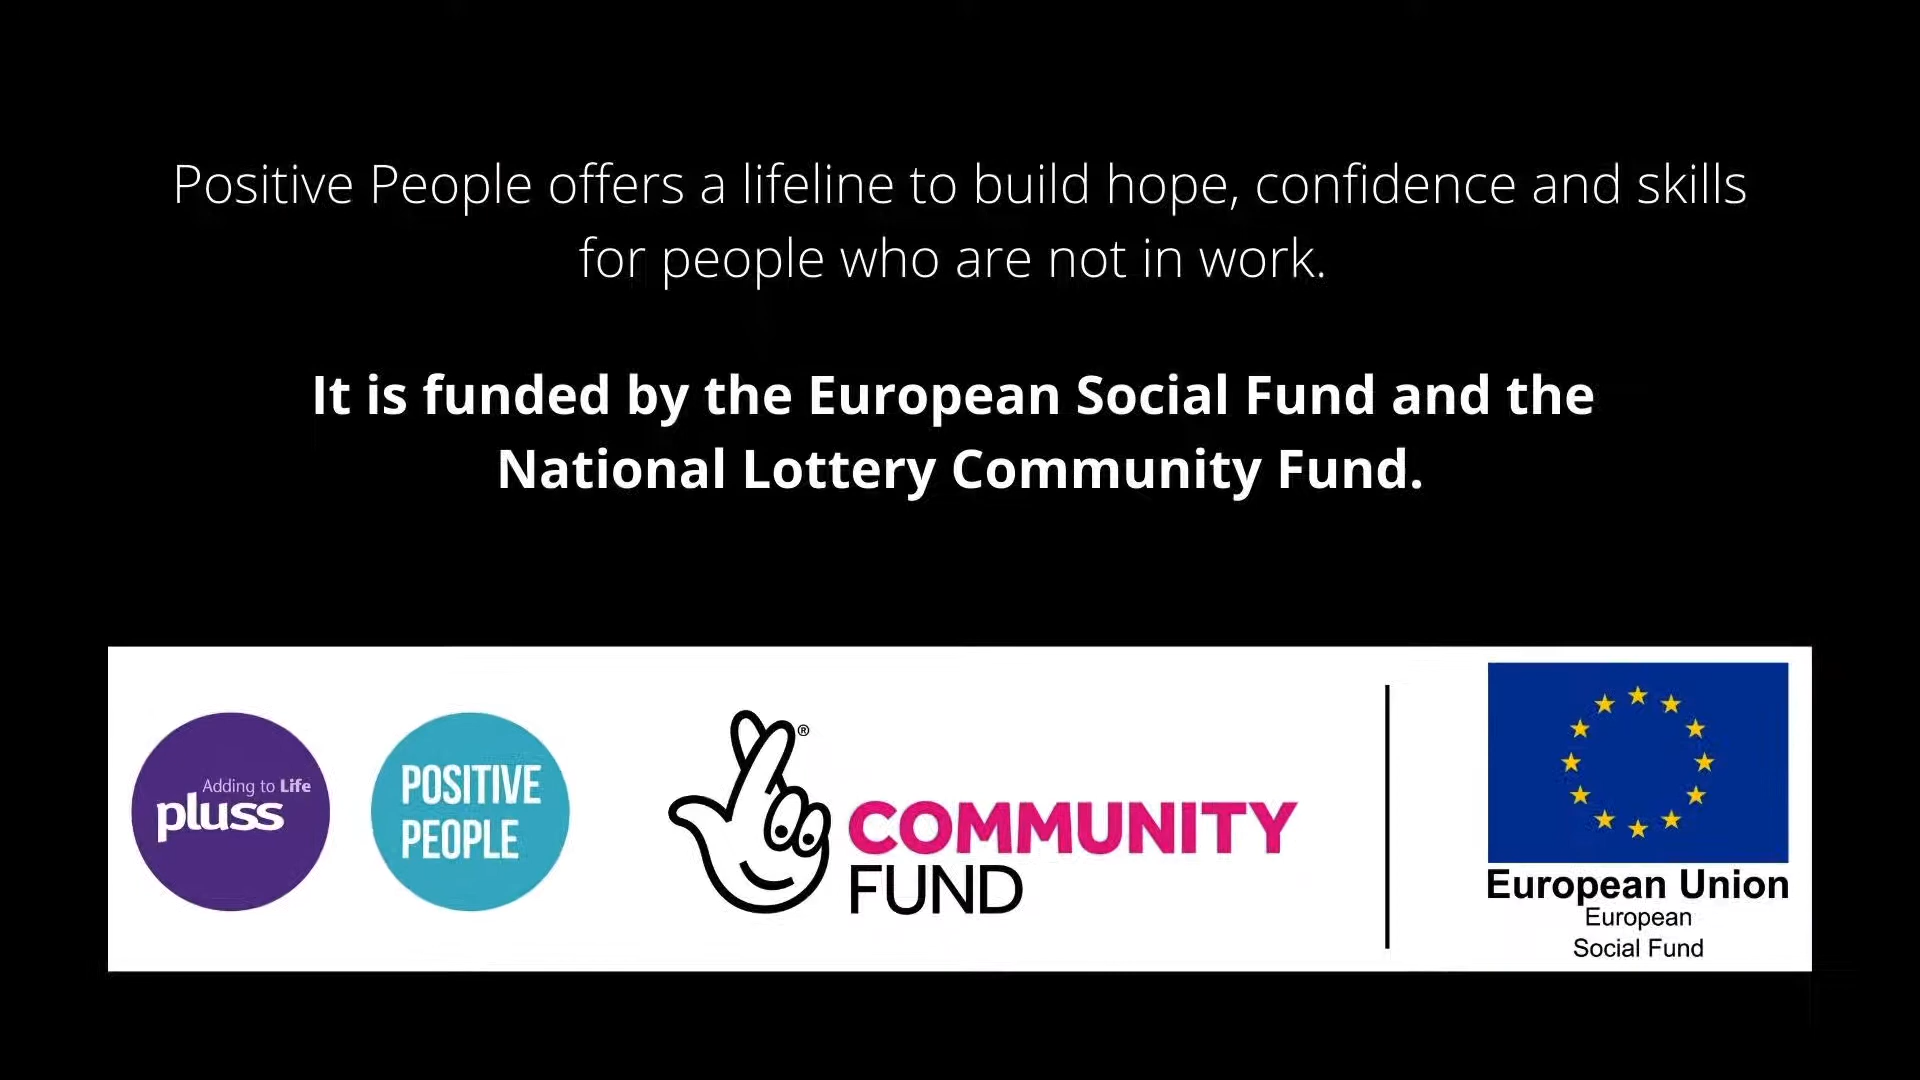 Positive People offers a lifeline to build hope, confidence and skills
for people who are not in work.
It is funded by the European Social Fund and the
National Lottery Community Fund.
Adding to Life
pluss
POSITIVE
PEOPLE
®
COMMUNITY
FUND
European Union
European
Social Fund